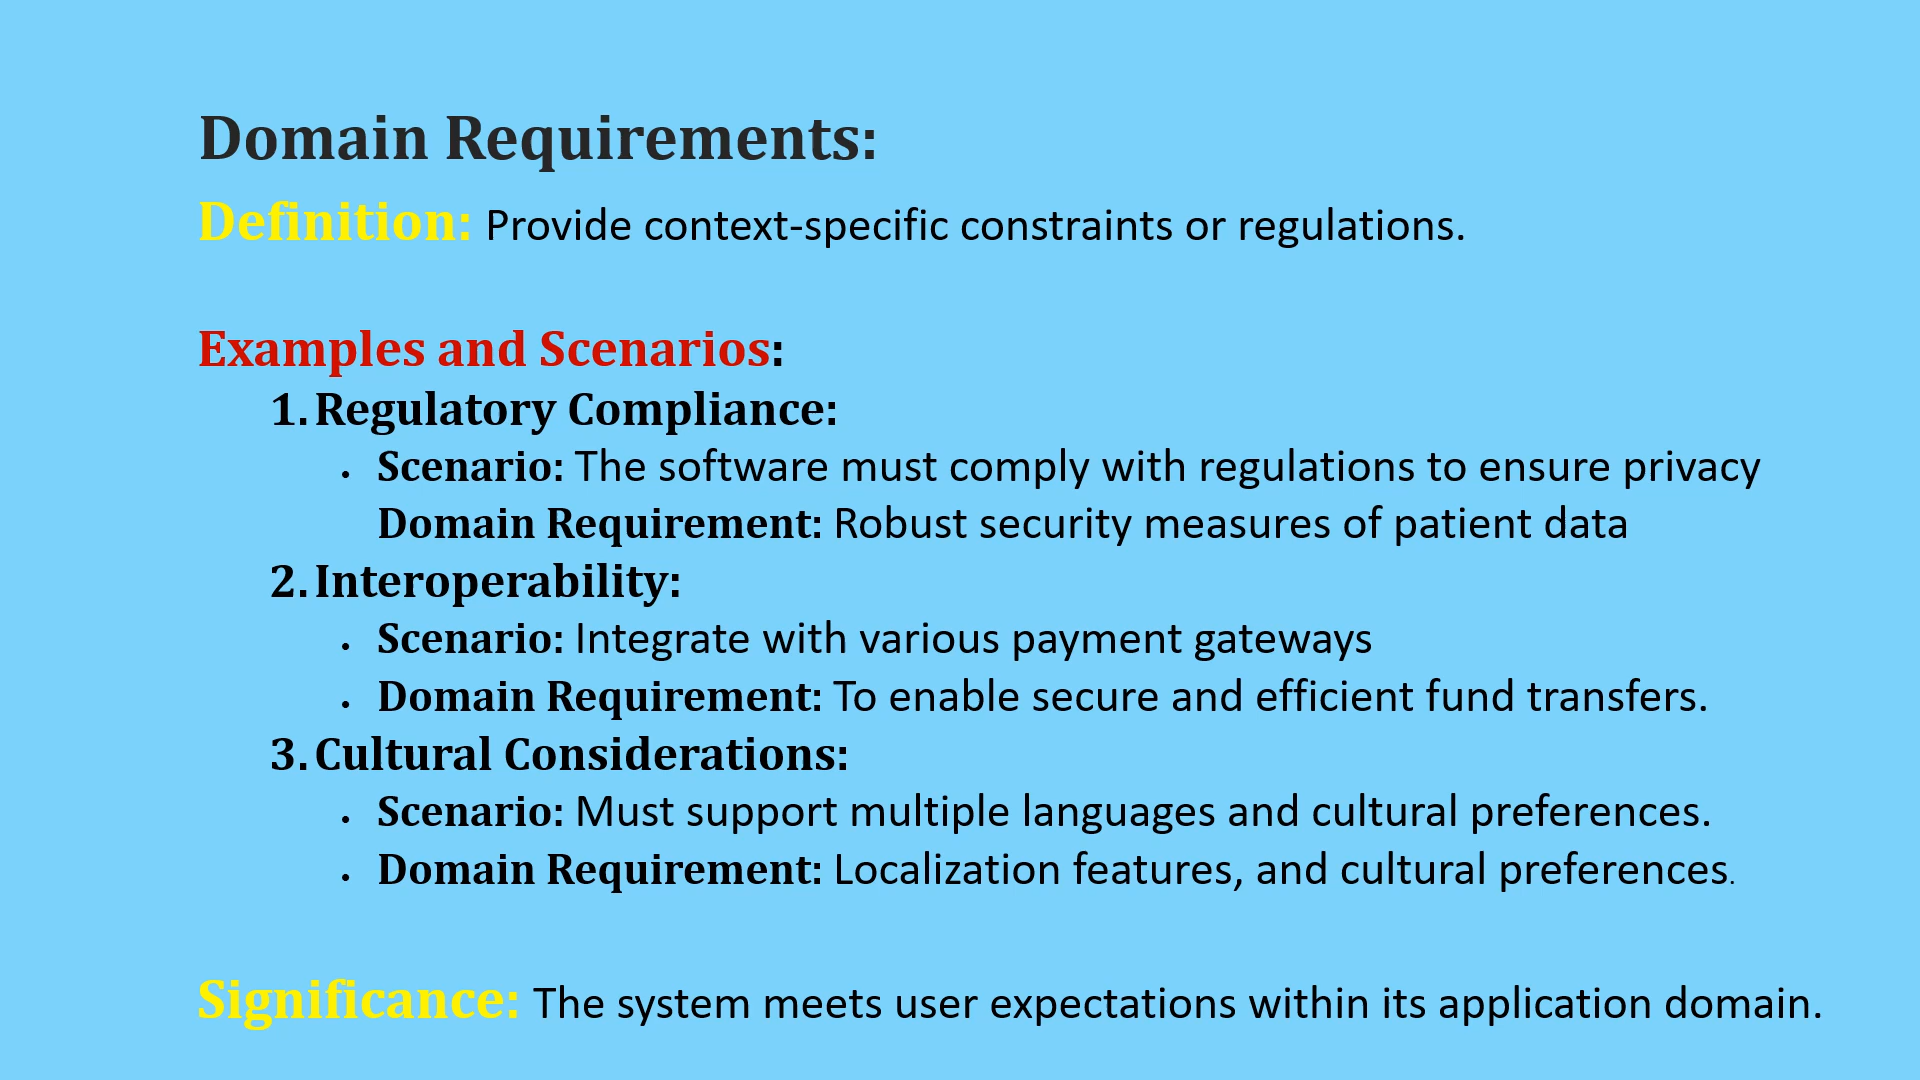 Domain Requirements:
Definition: Provide context-specific constraints or regulations.
Examples and Scenarios:
1. Regulatory Compliance:
• Scenario: The software must comply with regulations to ensure privacy
Domain Requirement: Robust security measures of patient data
2. Interoperability:
• Scenario: Integrate with various payment gateways
• Domain Requirement: To enable secure and efficient fund transfers.
3. Cultural Considerations:
• Scenario: Must support multiple languages and cultural preferences.
• Domain Requirement: Localization features, and cultural preferences.
Significance: The system meets user expectations within its application domain.